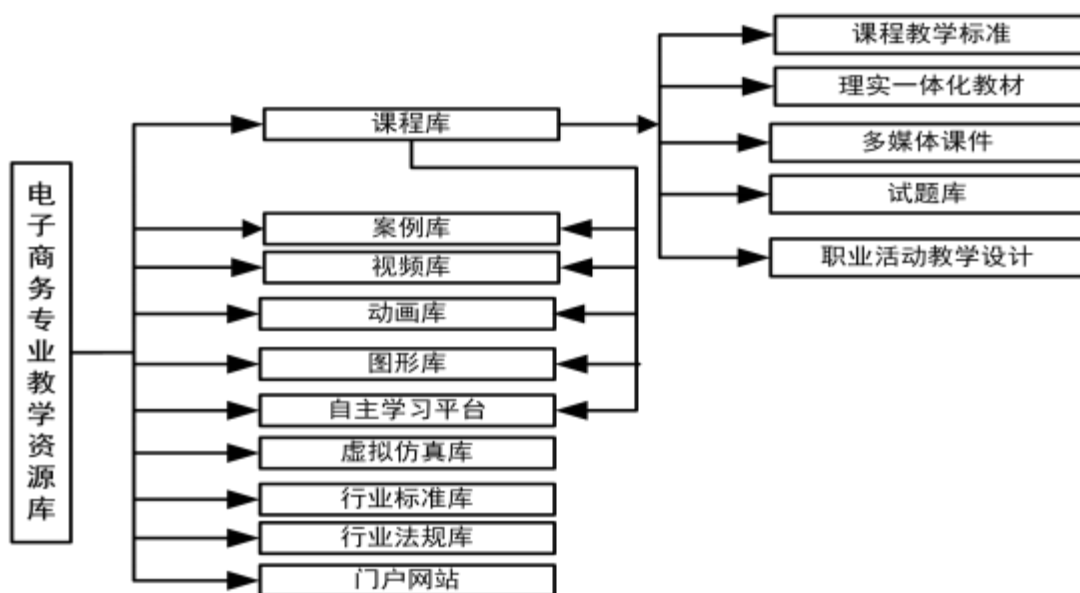 电子商务专业教学资源库
课程库
案例库
视频库
动画库
图形库
自主学习平台
虚拟仿真库
行业标准库
行业法规库
门户网站
课程教学标准
理实一体化教材
多媒体课件
试题库
职业活动教学设计